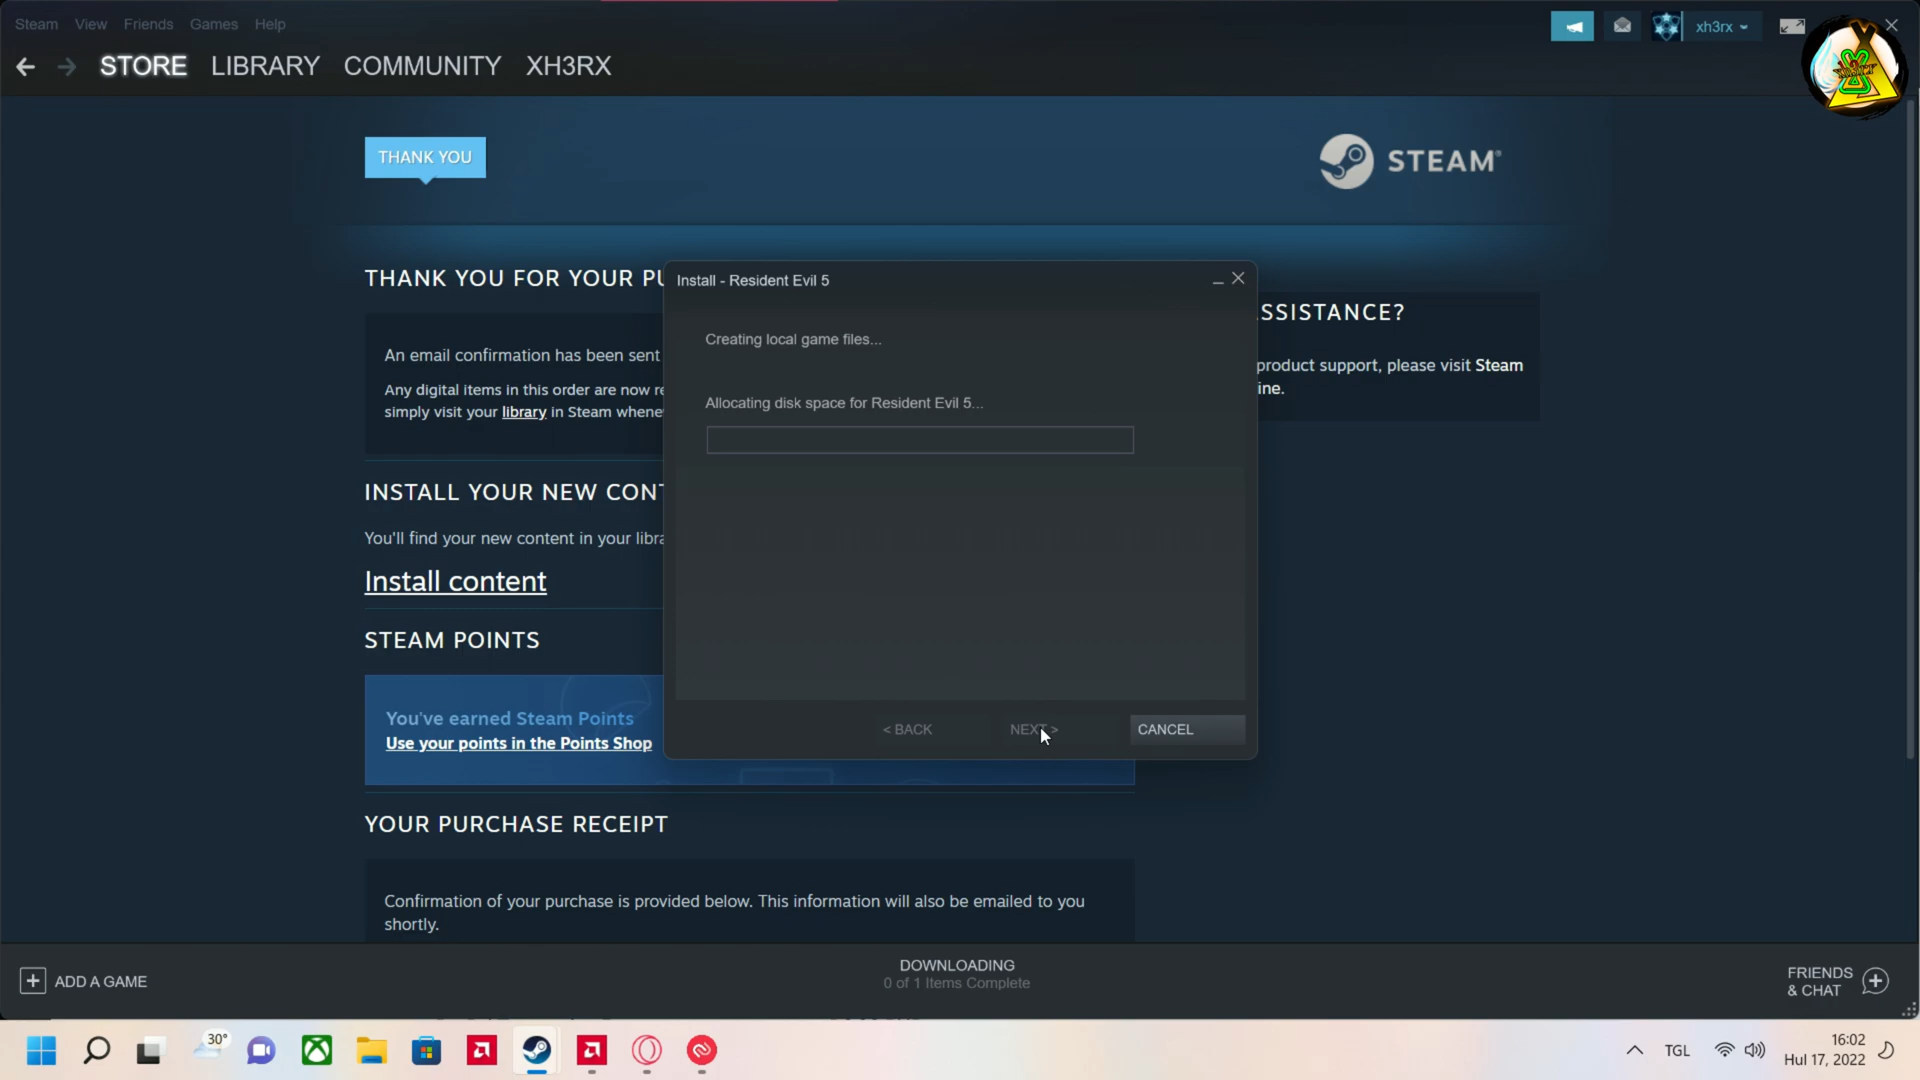 Steam View Friends Games Help
xh3rx
STORE LIBRARY COMMUNITY XH3RX
THANK YOU
STEAM®
THANK YOU FOR YOUR PU
Install - Resident Evil 5
SSISTANCE?
Creating local game files...
An email confirmation has been sent
product support, please visit Steam
Any digital items in this order are now re
ine.
Allocating disk space for Resident Evil 5...
simply visit your library in Steam whene
INSTALL YOUR NEW CONT
You'll find your new content in your libra
Install content
STEAM POINTS
You've earned Steam Points
Use your points in the Points Shop
< BACK NEXT > CANCEL
YOUR PURCHASE RECEIPT
Confirmation of your purchase is provided below. This information will also be emailed to you
shortly.
ADD A GAME
DOWNLOADING
0 of 1 Items Complete
FRIENDS
& CHAT
30°
TGL
16:02
Hul 17, 2022